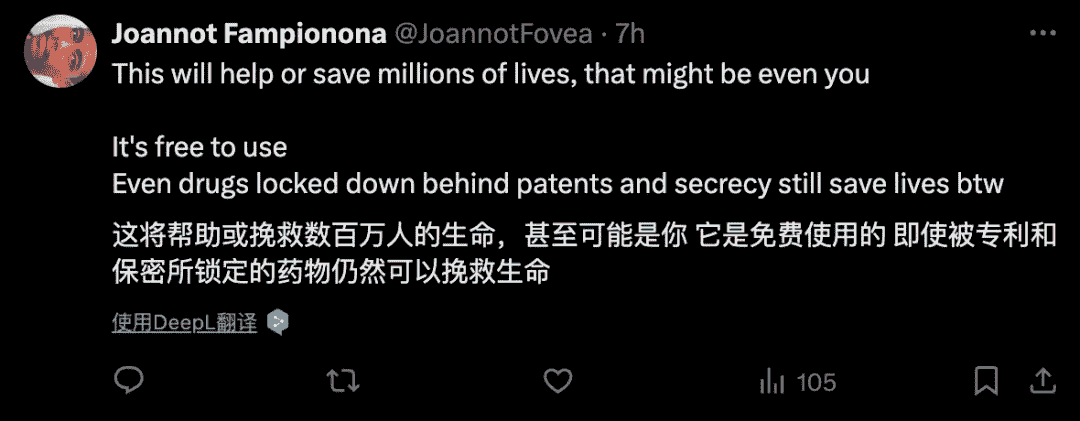 Joannot Fampionona @JoannotFovea · 7h
This will help or save millions of lives, that might be even you
It's free to use
Even drugs locked down behind patents and secrecy still save lives btw
这将帮助或挽救数百万人的生命，甚至可能是你 它是免费使用的 即使被专利和
保密所锁定的药物仍然可以挽救生命
使用DeepL翻译
105